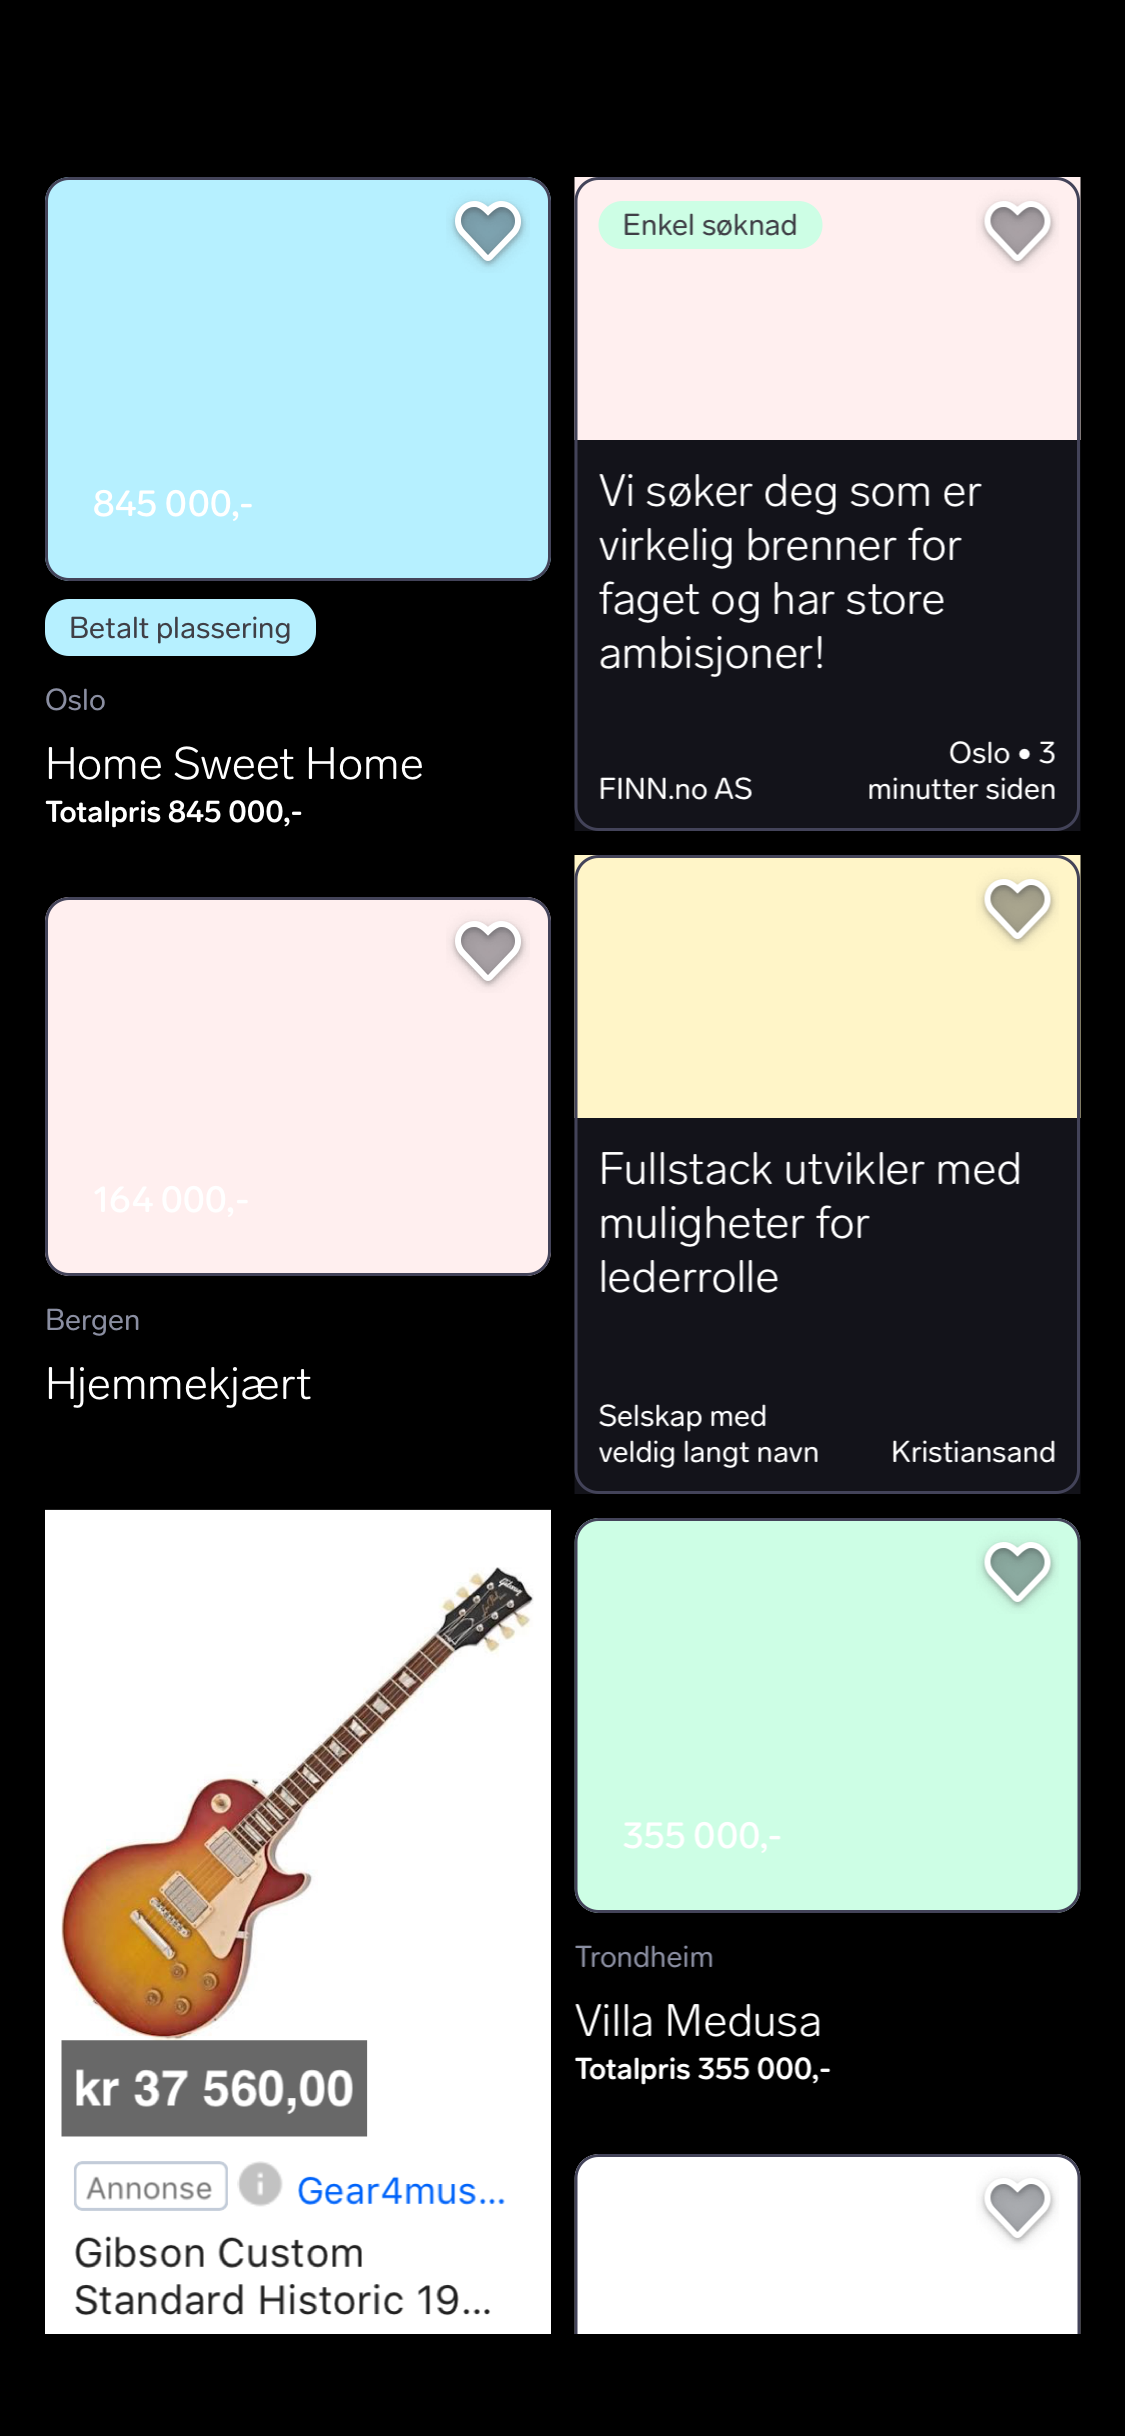 845 000,-
Betalt plassering
Oslo
Home Sweet Home
Totalpris 845 000,-
Enkel søknad
Vi søker deg som er
virkelig brenner for
faget og har store
ambisjoner!
Oslo • 3
FINN.no AS minutter siden
164 000,-
Bergen
Hjemmekjært
Fullstack utvikler med
muligheter for
lederrolle
Selskap med
veldig langt navn Kristiansand
Gibson
kr 37 560,00
Annonse i Gear4mus...
Gibson Custom
Standard Historic 19...
355 000,-
Trondheim
Villa Medusa
Totalpris 355 000,-